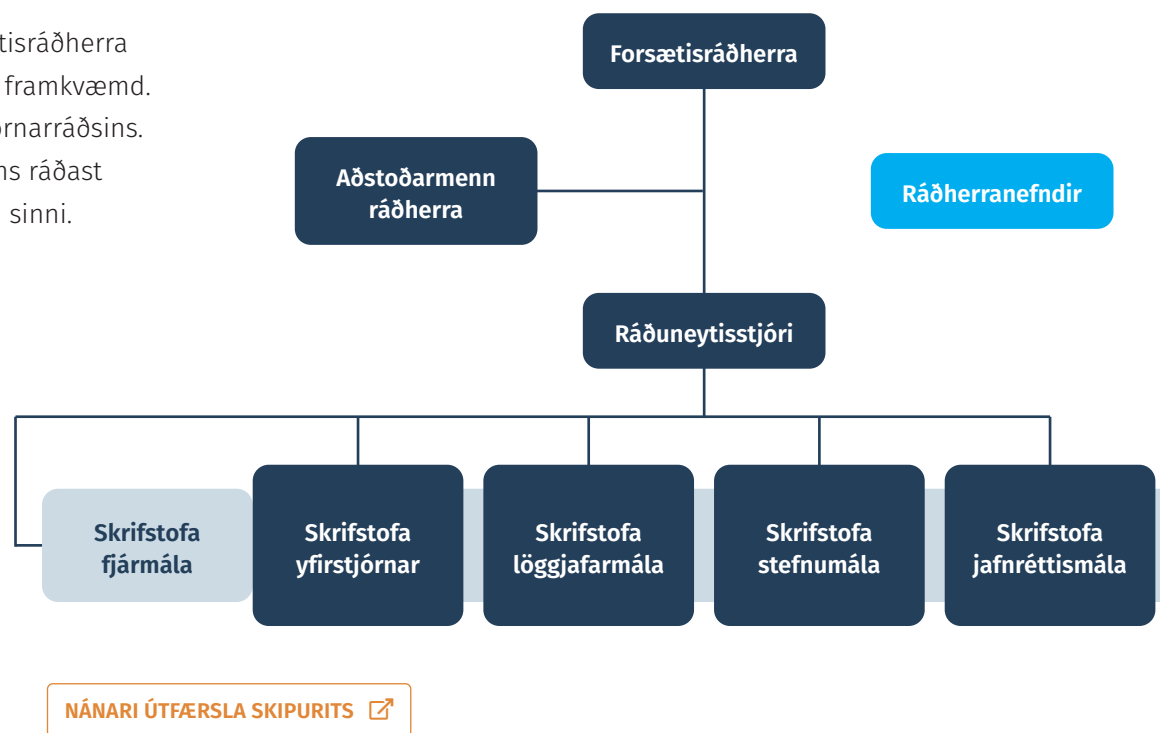 tisráðherra
framkvæmd.
rnarráðsins.
ns ráðast
sinni.
Forsætisráðherra
Aðstoðarmenn
ráðherra
Ráðherranefndir
Ráðuneytisstjóri
Skrifstofa
fjármála
Skrifstofa
yfirstjórnar
Skrifstofa
löggjafarmála
Skrifstofa
stefnumála
Skrifstofa
jafnréttismála
NÁNARI ÚTFÆRSLA SKIPURITS